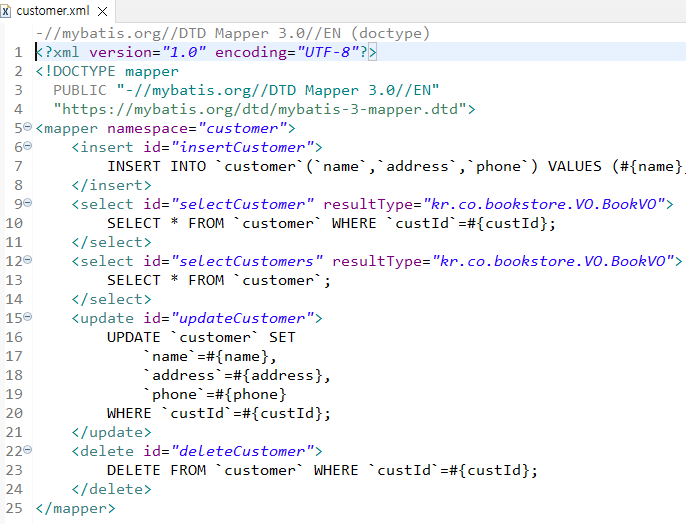 customer.xml
-//mybatis.org//DTD Mapper 3.0//EN (doctype)
1 <?xml version="1.0" encoding="UTF-8"?>
2 <!DOCTYPE mapper
3 PUBLIC "-//mybatis.org//DTD Mapper 3.0//EN"
4 "https://mybatis.org/dtd/mybatis-3-mapper.dtd">
5 <mapper namespace="customer">
6 <insert id="insertCustomer">
7 INSERT INTO `customer`(`name`,`address`,`phone`) VALUES (#{name},
8 </insert>
9 <select id="selectCustomer" resultType="kr.co.bookstore.VO.BookVO">
10 SELECT * FROM `customer` WHERE `custId`=#{custId};
11 </select>
12 <select id="selectCustomers" resultType="kr.co.bookstore.VO.BookVO">
13 SELECT * FROM `customer`;
14 </select>
15 <update id="updateCustomer">
16 UPDATE `customer` SET
17 `name`=#{name},
18 `address`=#{address},
19 `phone`=#{phone}
20 WHERE `custId`=#{custId};
21 </update>
22 <delete id="deleteCustomer">
23 DELETE FROM `customer` WHERE `custId`=#{custId};
24 </delete>
25 </mapper>